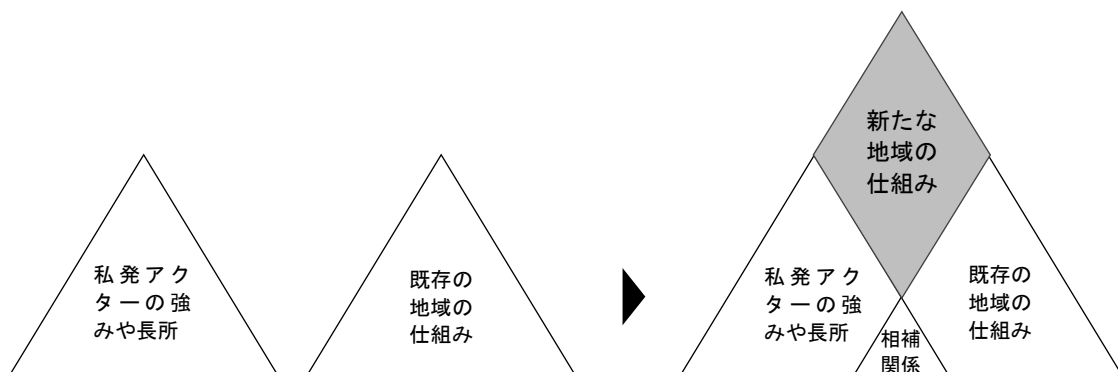 私発アク
ターの強
みや長所
既存の
地域の
仕組み
新たな
地域の
仕組み
私発アク
ターの強
みや長所
相補
関係
既存の
地域の
仕組み